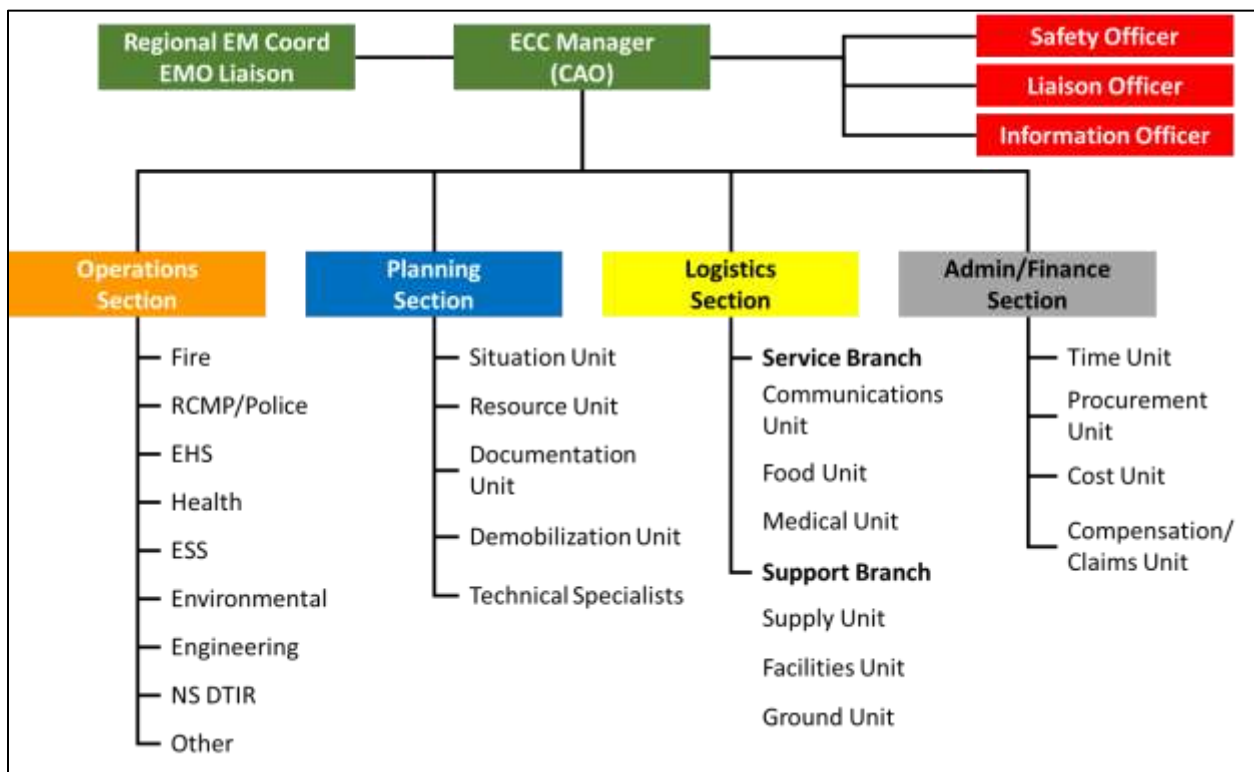 Regional EM Coord
EMO Liaison
ECC Manager
(CAO)
Safety Officer
Liaison Officer
Information Officer
Operations
Section
Fire
RCMP/Police
EHS
Health
ESS
Environmental
Engineering
NS DTIR
Other
Planning
Section
Situation Unit
Resource Unit
Documentation
Unit
Demobilization Unit
Technical Specialists
Logistics
Section
Service Branch
Communications
Unit
Food Unit
Medical Unit
Support Branch
Supply Unit
Facilities Unit
Ground Unit
Admin/Finance
Section
Time Unit
Procurement
Unit
Cost Unit
Compensation/
Claims Unit